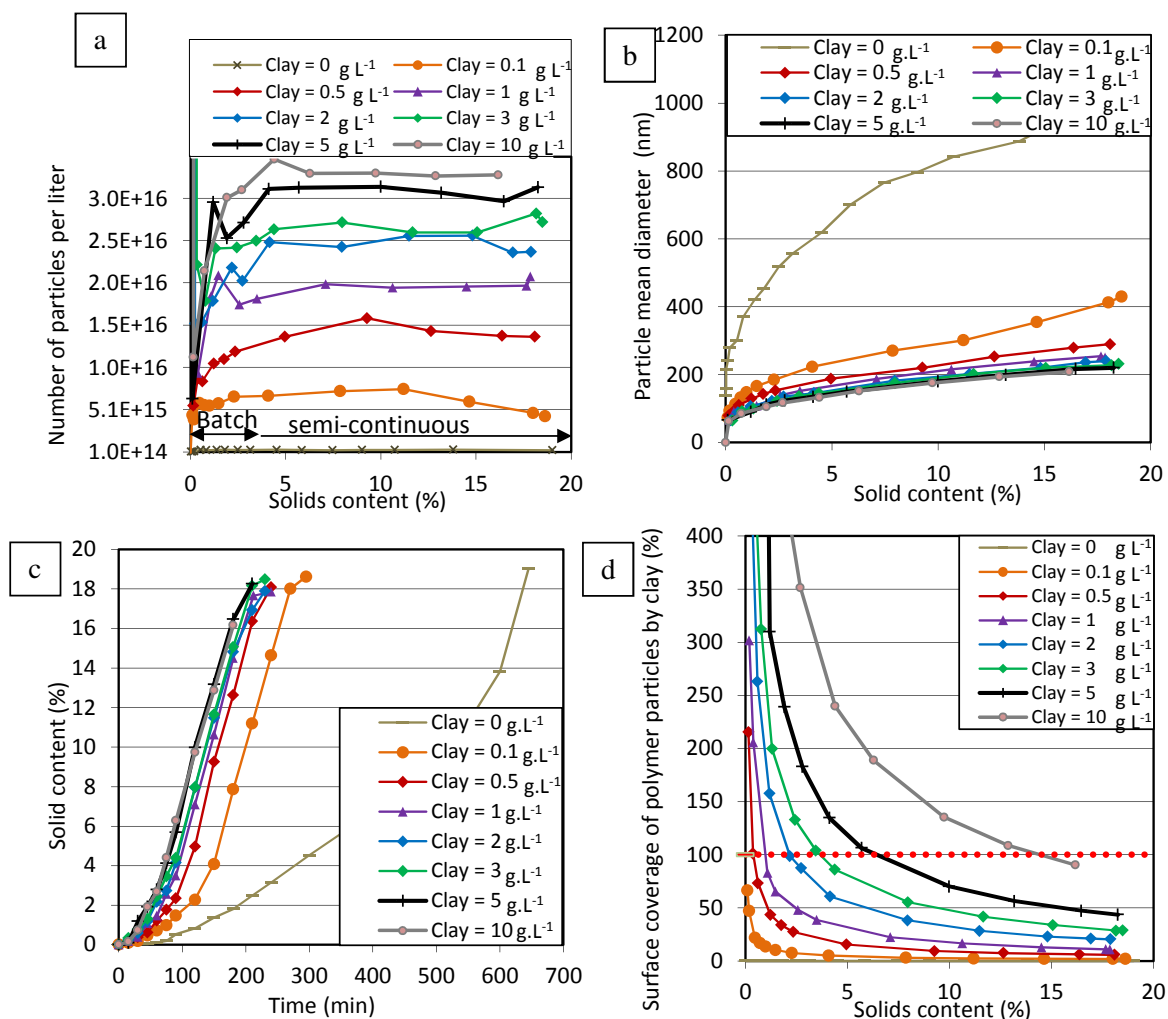 a
Clay = 0 g L-1
Clay = 0.1 g L-1
Clay = 0.5 g L-1
Clay = 1 g L-1
Clay = 2 g L-1
Clay = 3 g L-1
Clay = 5 g L-1
Clay = 10 g L-1
Number of particles per liter
3.0E+16
2.5E+16
2.0E+16
1.5E+16
1.0E+16
5.1E+15
1.0E+14
Batch
semi-continuous
0 5 10 15 20
Solids content (%)
b
Clay = 0 g.L-1
Clay = 0.1 g.L-1
Clay = 0.5 g.L-1
Clay = 1 g.L-1
Clay = 2 g.L-1
Clay = 3 g.L-1
Clay = 5 g.L-1
Clay = 10 g.L-1
Particle mean diameter (nm)
1200
1000
800
600
400
200
0
0 5 10 15 20
Solid content (%)
c
Solid content (%)
20
18
16
14
12
10
8
6
4
2
0
Clay = 0 g.L-1
Clay = 0.1 g.L-1
Clay = 0.5 g.L-1
Clay = 1 g.L-1
Clay = 2 g.L-1
Clay = 3 g.L-1
Clay = 5 g.L-1
Clay = 10 g.L-1
0 100 200 300 400 500 600 700
Time (min)
d
Surface coverage of polymer particles by clay (%)
400
350
300
250
200
150
100
50
0
Clay = 0 g L-1
Clay = 0.1 g L-1
Clay = 0.5 g L-1
Clay = 1 g L-1
Clay = 2 g L-1
Clay = 3 g L-1
Clay = 5 g L-1
Clay = 10 g L-1
0 5 10 15 20
Solids content (%)